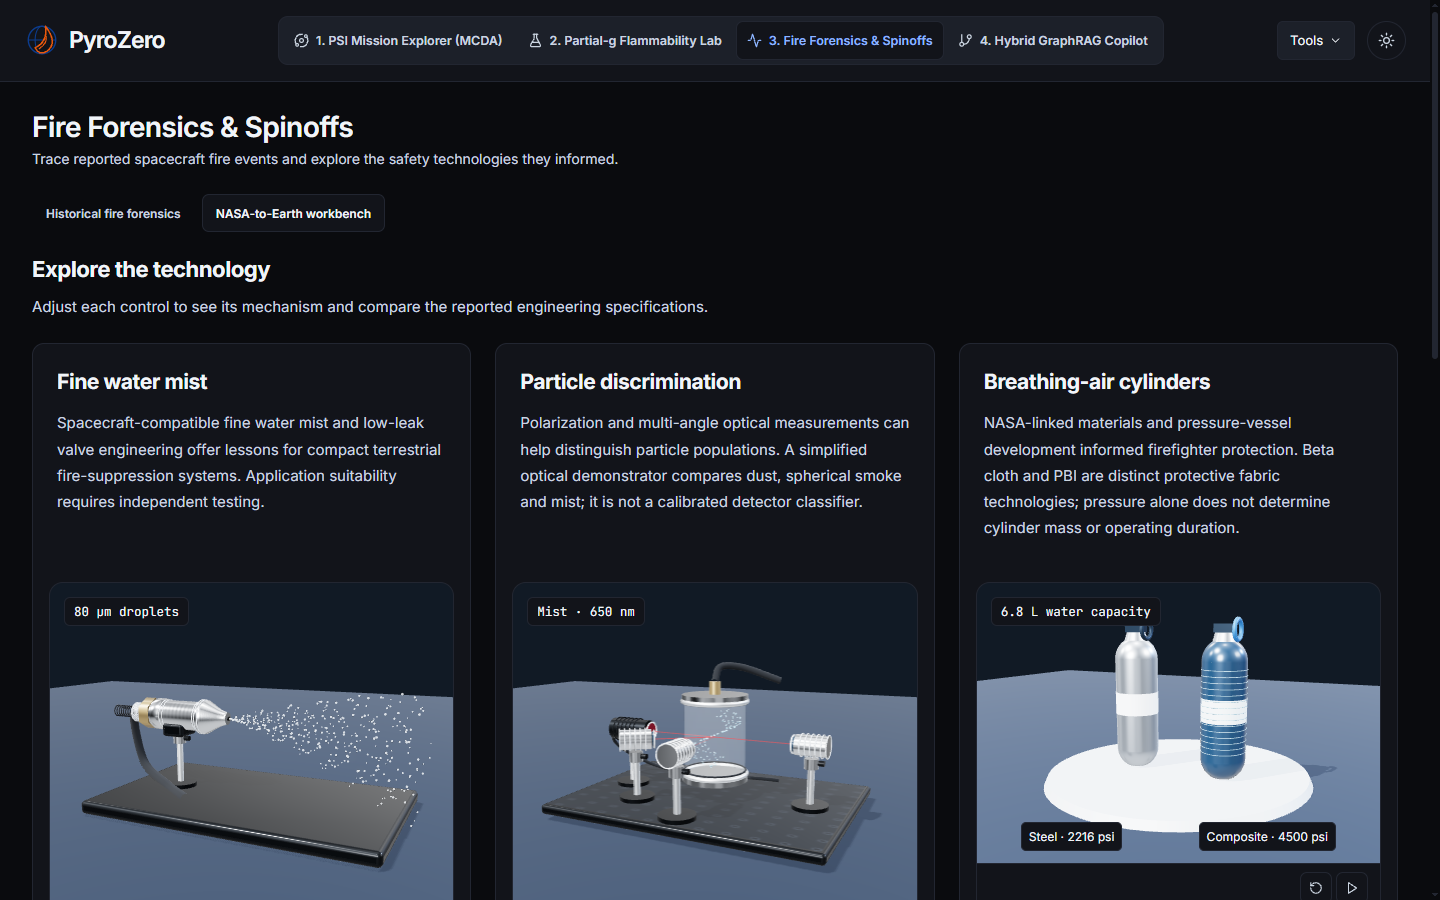 PyroZero
1. PSI Mission Explorer (MCDA)
2. Partial-g Flammability Lab
3. Fire Forensics & Spinoffs
4. Hybrid GraphRAG Copilot
Tools
Fire Forensics & Spinoffs
Trace reported spacecraft fire events and explore the safety technologies they informed.
Historical fire forensics
NASA-to-Earth workbench
Explore the technology
Adjust each control to see its mechanism and compare the reported engineering specifications.
Fine water mist
Spacecraft-compatible fine water mist and low-leak
valve engineering offer lessons for compact terrestrial
fire-suppression systems. Application suitability
requires independent testing.
80 µm droplets
Particle discrimination
Polarization and multi-angle optical measurements can
help distinguish particle populations. A simplified
optical demonstrator compares dust, spherical smoke
and mist; it is not a calibrated detector classifier.
Mist · 650 nm
Breathing-air cylinders
NASA-linked materials and pressure-vessel
development informed firefighter protection. Beta
cloth and PBI are distinct protective fabric
technologies; pressure alone does not determine
cylinder mass or operating duration.
6.8 L water capacity
Steel · 2216 psi
Composite · 4500 psi